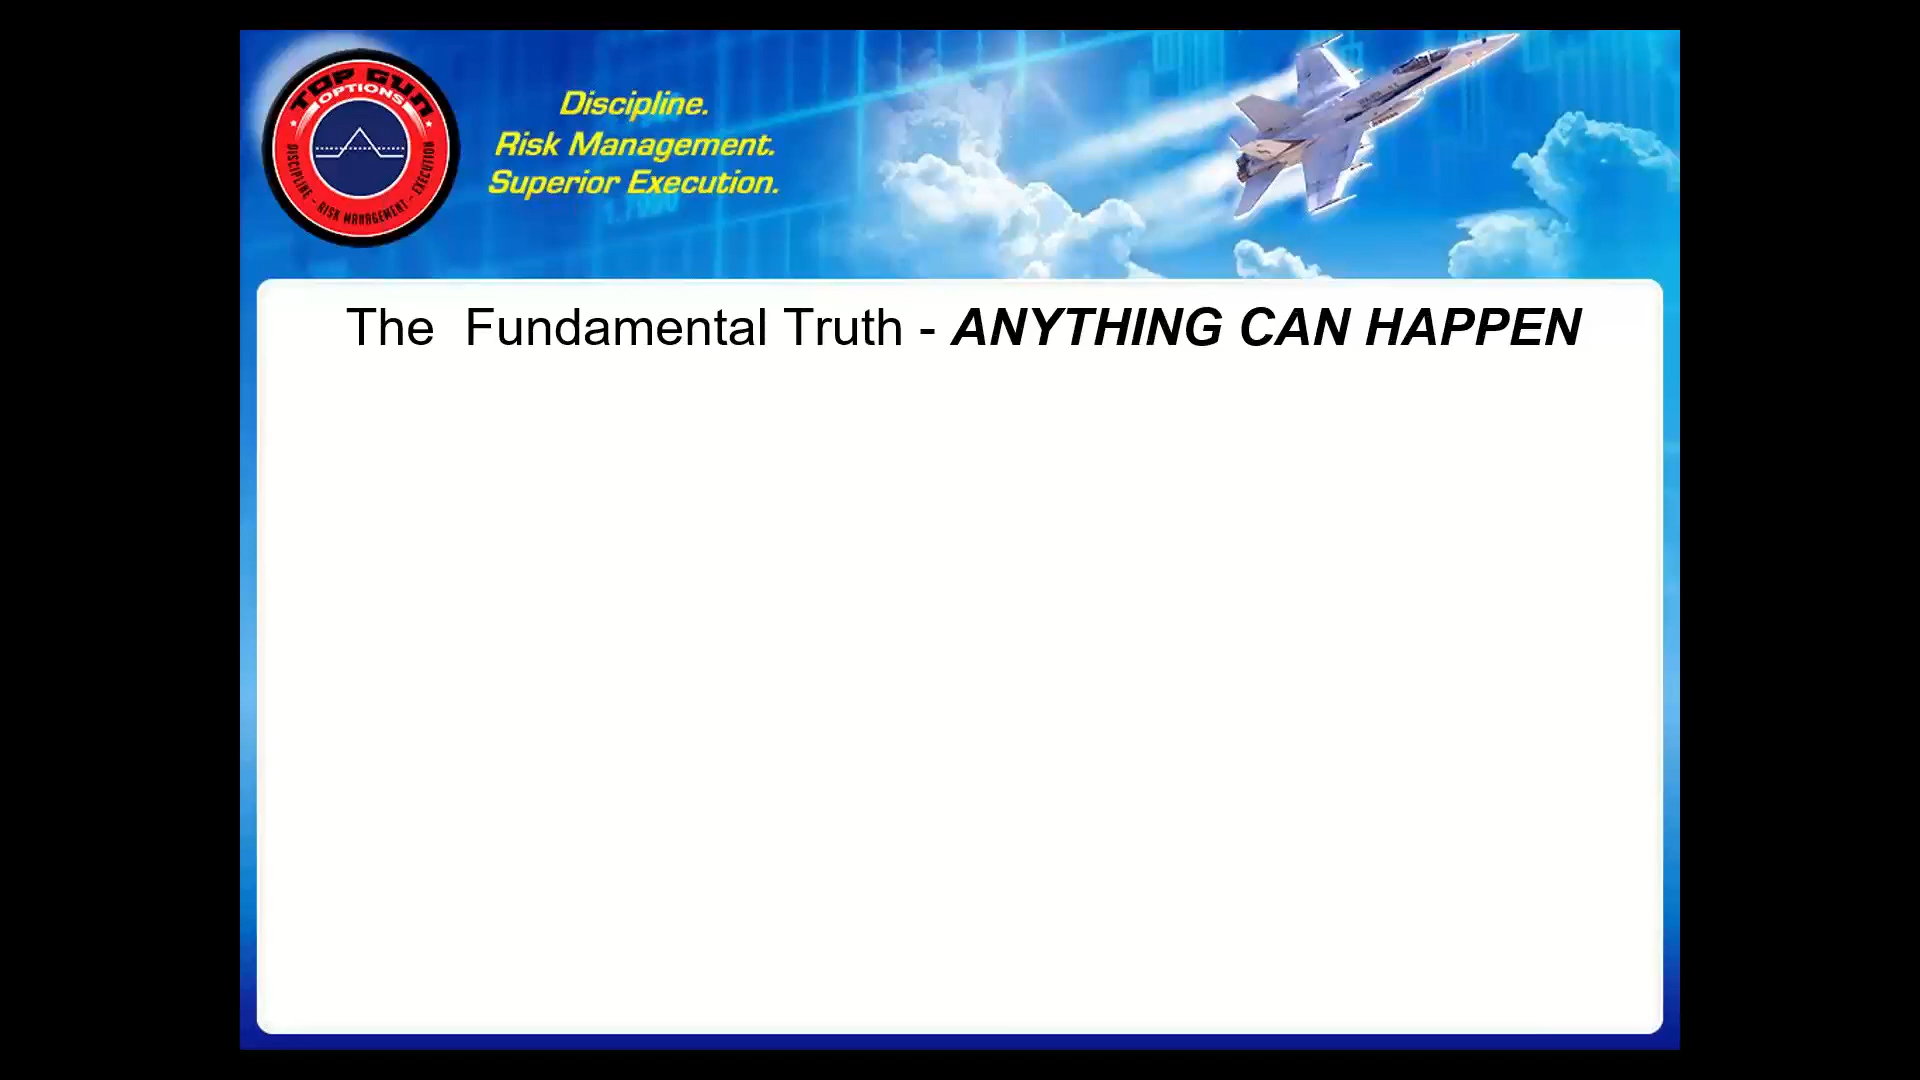 TOP GUN
OPTIONS
DISCIPLINE - RISK MANAGEMENT - EXECUTION
Discipline.
Risk Management.
Superior Execution.
The  Fundamental Truth - ANYTHING CAN HAPPEN